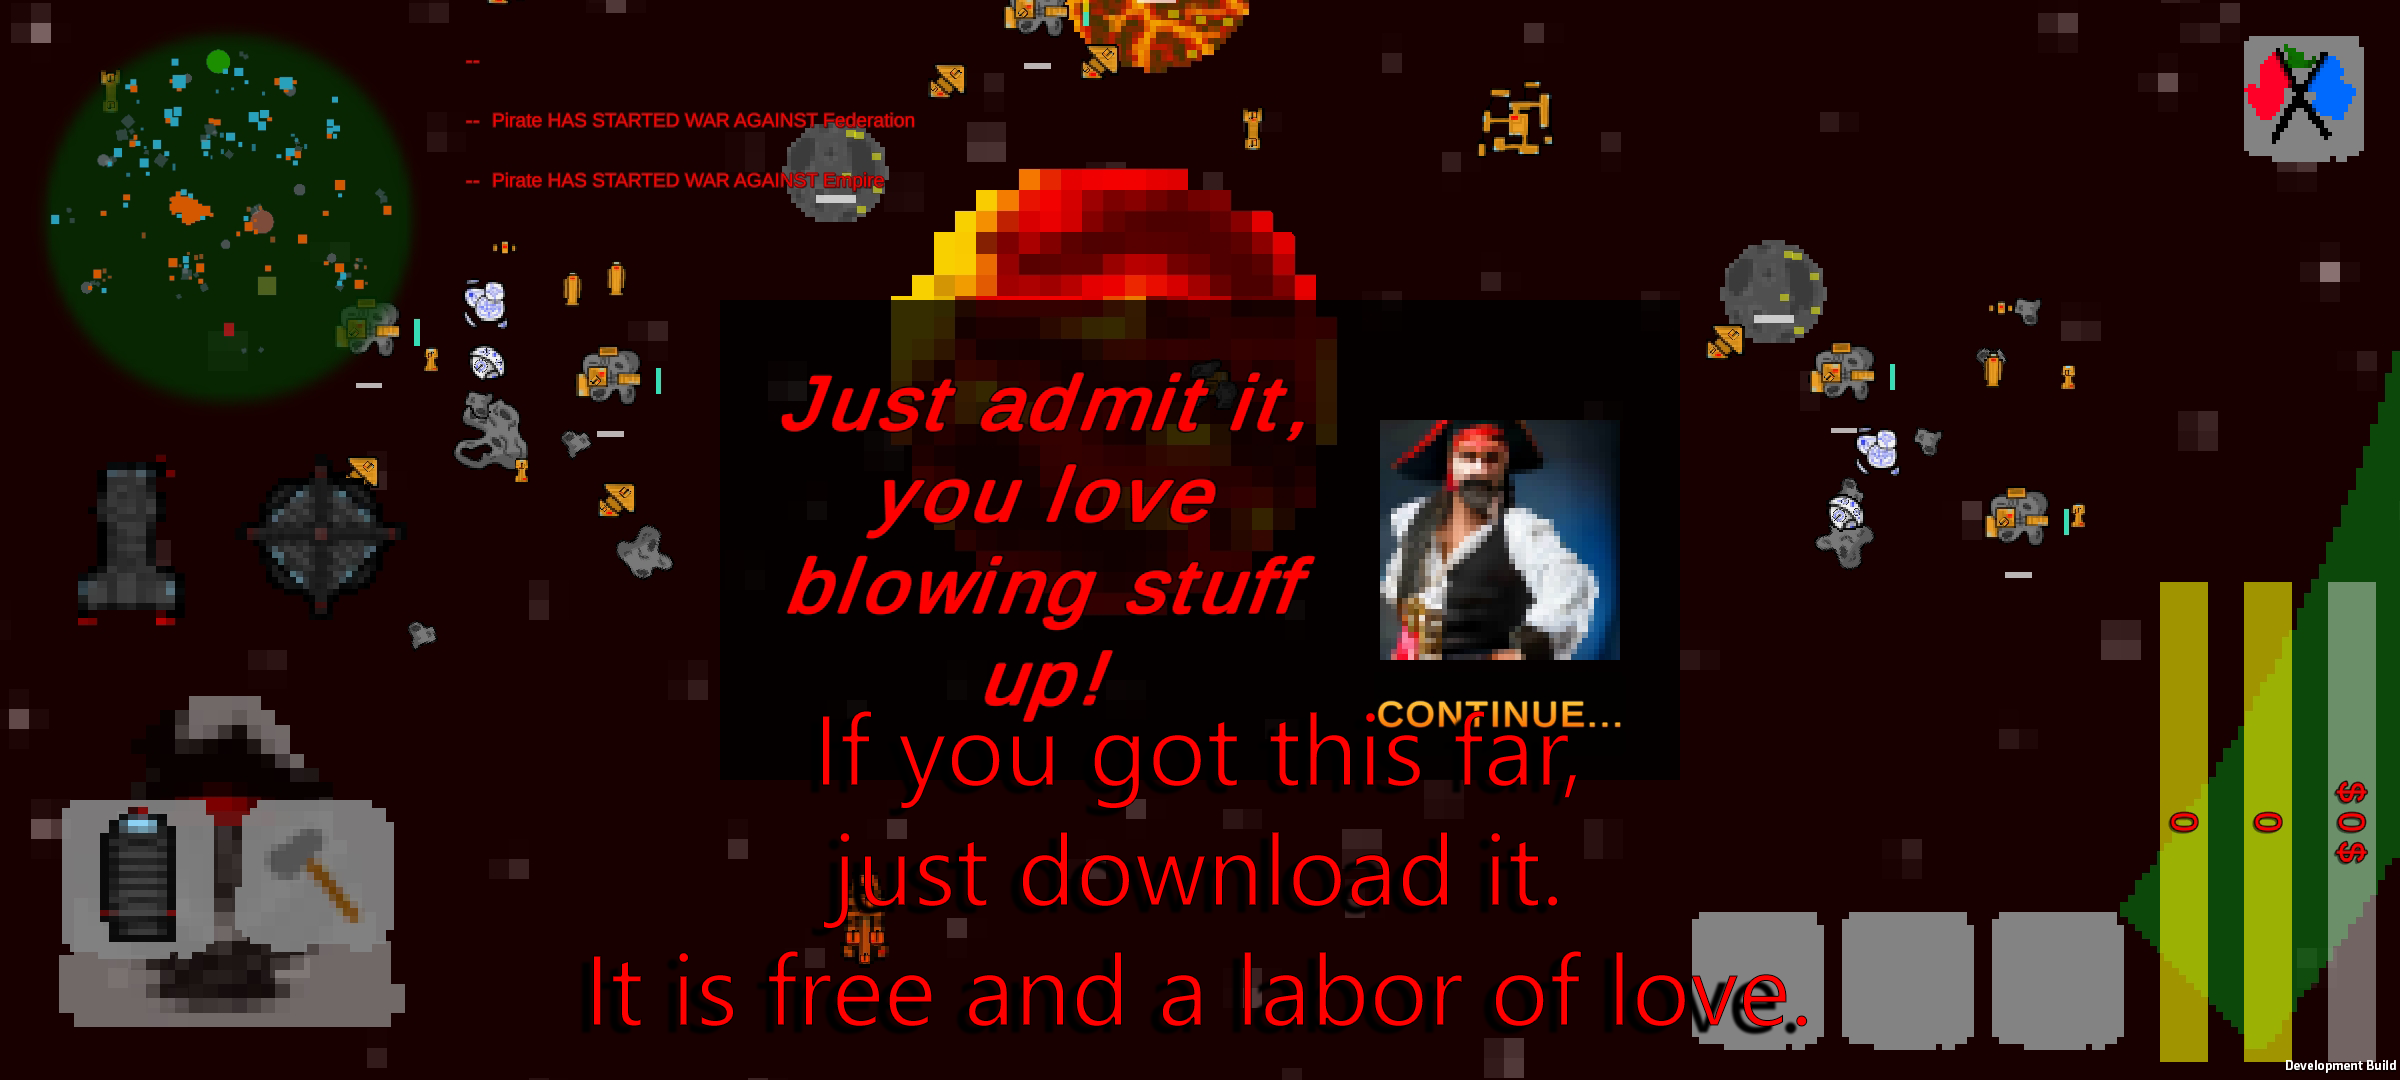 --
-- Pirate HAS STARTED WAR AGAINST Federation
-- Pirate HAS STARTED WAR AGAINST Empire
Just admit it,
you love
blowing stuff
up!
CONTINUE...
If you got this far,
just download it.
It is free and a labor of love.
0
0
$0$
Development Build